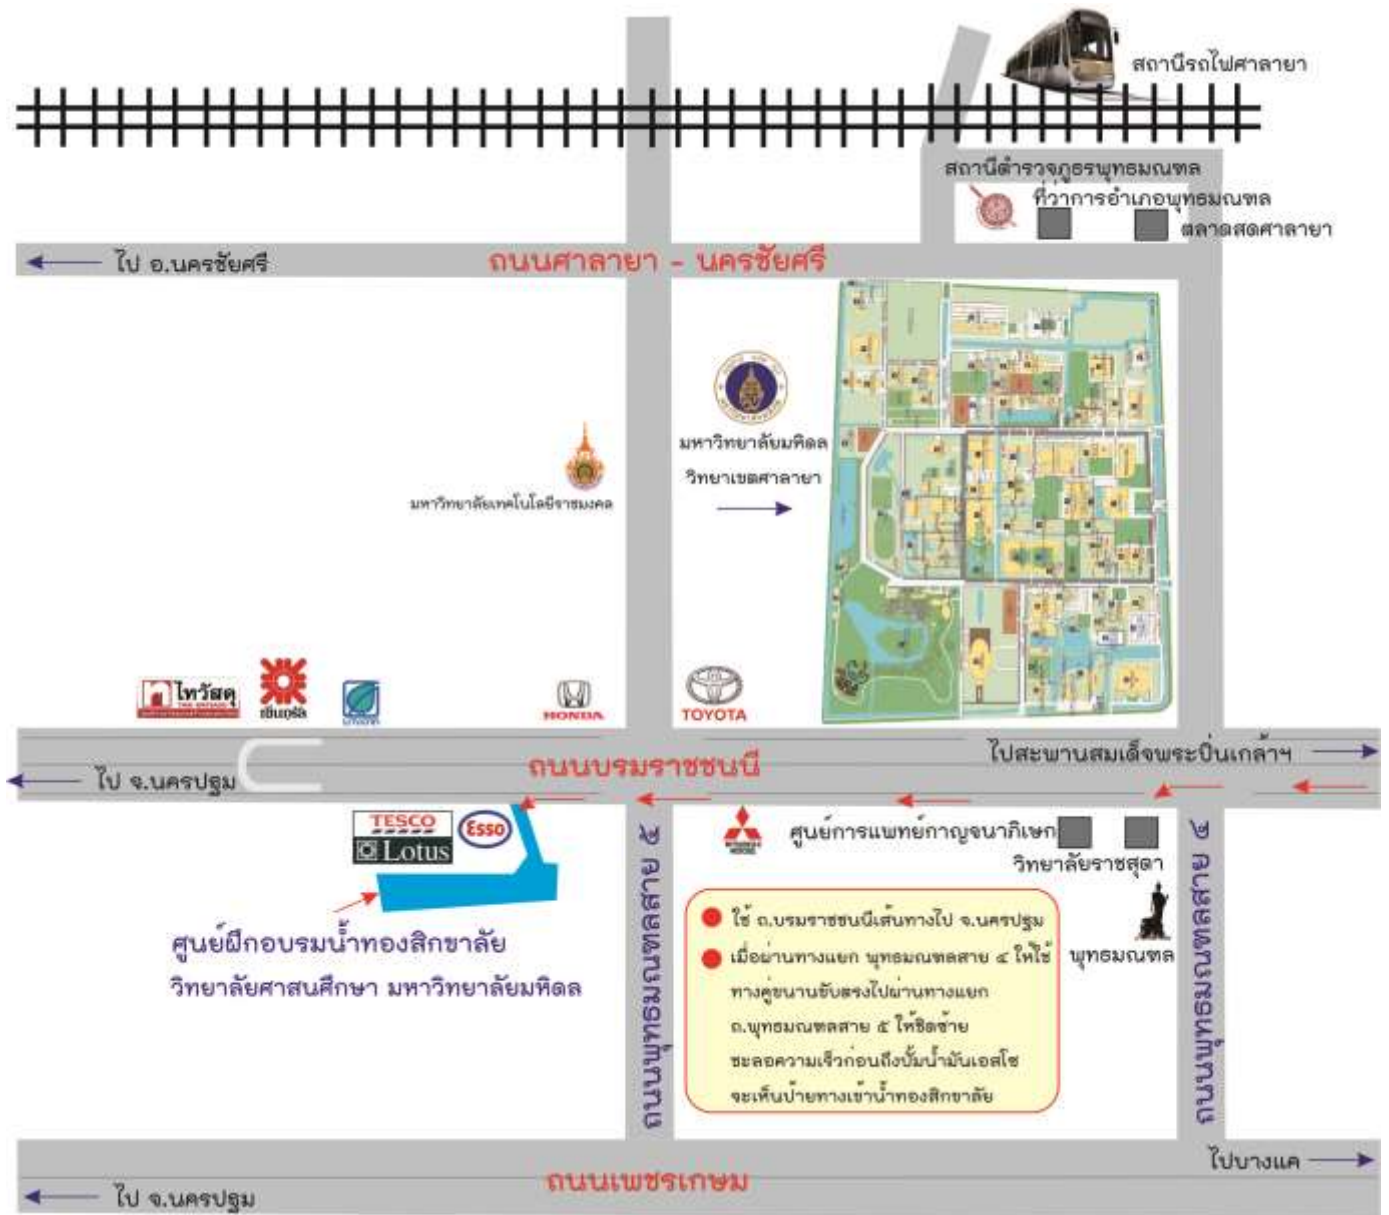 สถานีรถไฟศาลายา
สถานีตำรวจภูธรพุทธมณฑล
ที่ว่าการอำเภอพุทธมณฑล
ตลาดสดศาลายา
ไป อ.นครชัยศรี
ถนนศาลายา - นครชัยศรี
มหาวิทยาลัยมหิดล
วิทยาเขตศาลายา
มหาวิทยาลัยเทคโนโลยีราชมงคล
ไทวัสดุ
เซ็นทรัล
บางจาก
HONDA
TOYOTA
ไปสะพานสมเด็จพระปิ่นเกล้าฯ
ถนนบรมราชชนนี
ไป จ.นครปฐม
TESCO
Lotus
Esso
ศูนย์การแพทย์กาญจนาภิเษก
วิทยาลัยราชสุดา
พุทธมณฑล
ถนนพุทธมณฑลสาย ๕
ถนนพุทธมณฑลสาย ๔
ศูนย์ฝึกอบรมน้ำทองสิกขาลัย
วิทยาลัยศาสนศึกษา มหาวิทยาลัยมหิดล
ใช้ ถ.บรมราชชนนีเส้นทางไป จ.นครปฐม
เมื่อผ่านทางแยก พุทธมณฑลสาย ๔ ให้ใช้
ทางคู่ขนานขับตรงไปผ่านทางแยก
ถ.พุทธมณฑลสาย ๕ ให้ชิดซ้าย
ชะลอความเร็วก่อนถึงปั้มน้ำมันเอสโซ่
จะเห็นป้ายทางเข้าน้ำทองสิกขาลัย
ไปบางแค
ถนนเพชรเกษม
ไป จ.นครปฐม